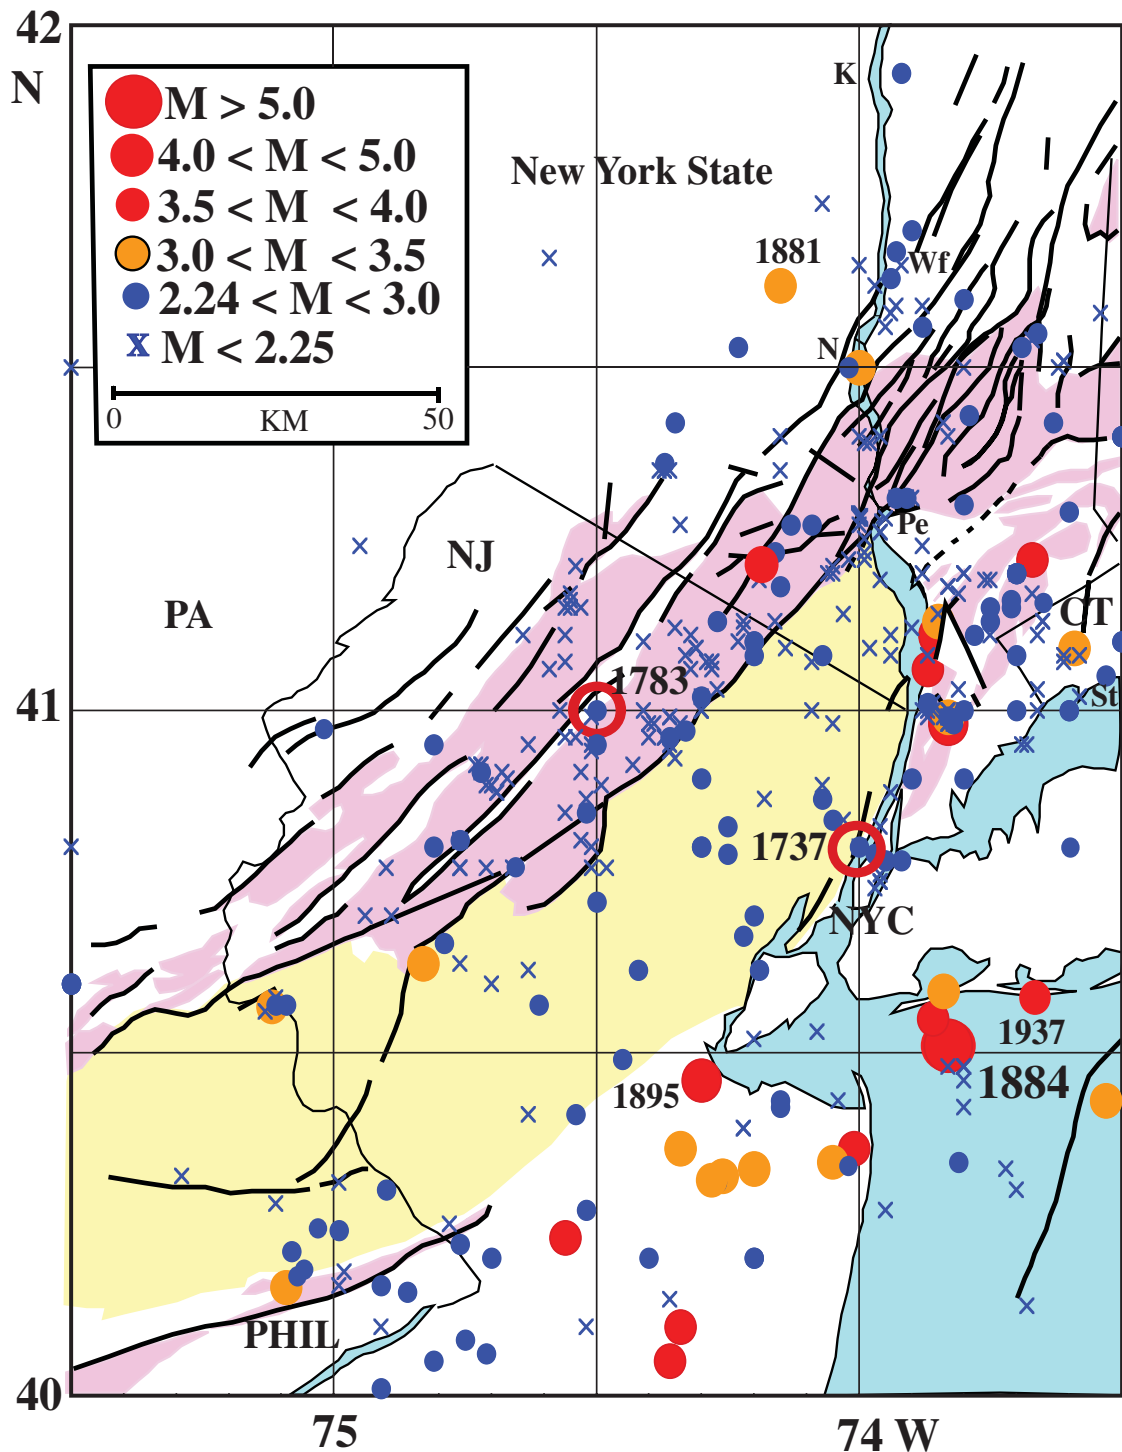 42
N
K
M > 5.0
4.0 < M < 5.0
3.5 < M < 4.0
3.0 < M < 3.5
2.24 < M < 3.0
x M < 2.25
0 KM 50
New York State
1881
Wf
N
Pe
NJ
PA
CT
1783
41
St
1737
NYC
1937
1884
1895
PHIL
40
75
74 W